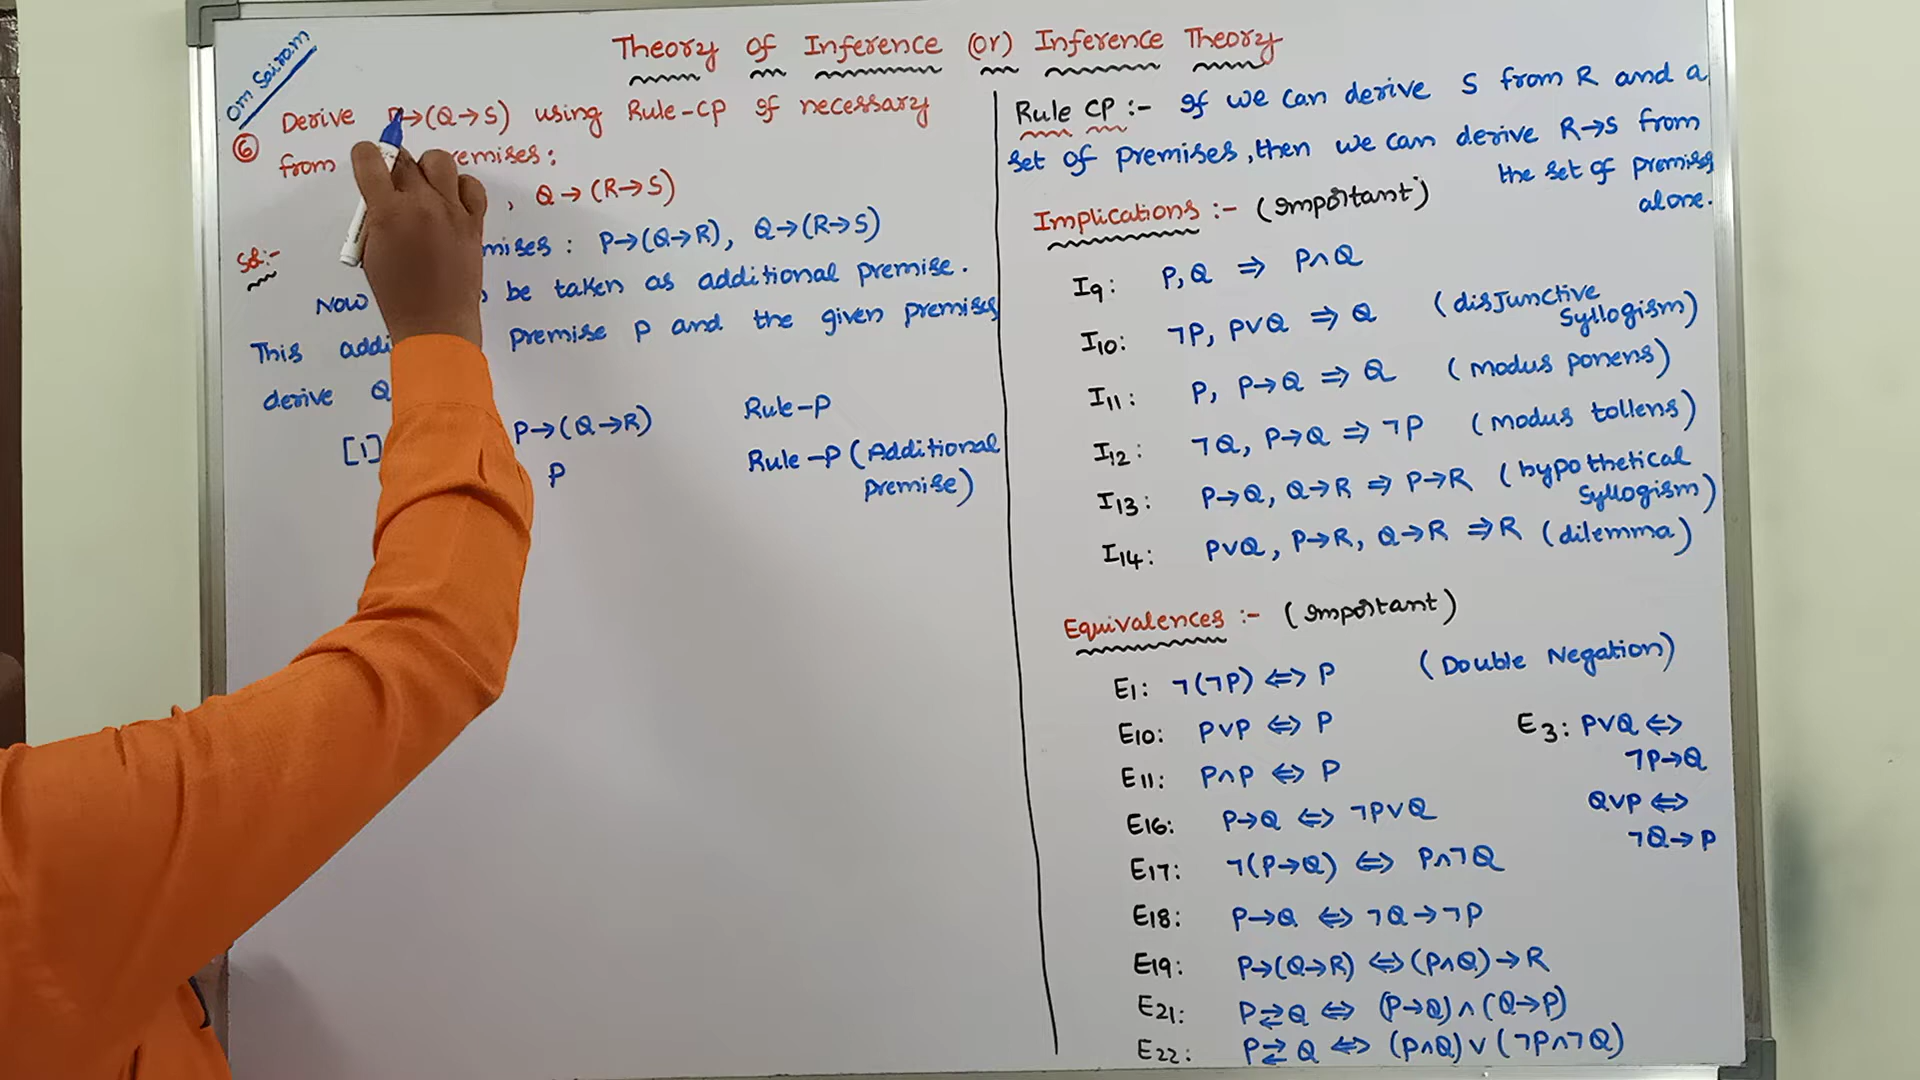 Om Sairam
Theory of Inference (or) Inference Theory
⑥ Derive P→(Q→S) using Rule-CP if necessary
from premises:
, Q→(R→S)
Sol:- mises : P→(Q→R), Q→(R→S)
Now be taken as additional premise.
This addi premise P and the given premises
derive Q
[1] P→(Q→R) Rule-P
P Rule-P (Additional
premise)
Rule CP :- If we can derive S from R and a
set of premises, then we can derive R→S from
the set of premises
alone.
Implications :- (Important)
I9: P, Q ⇒ P∧Q
I10: ¬P, P∨Q ⇒ Q (disjunctive
syllogism)
I11: P, P→Q ⇒ Q (modus ponens)
I12: ¬Q, P→Q ⇒ ¬P (modus tollens)
I13: P→Q, Q→R ⇒ P→R (hypothetical
syllogism)
I14: P∨Q, P→R, Q→R ⇒ R (dilemma)
Equivalences :- (Important)
E1: ¬(¬P) ⇔ P (Double Negation)
E10: P∨P ⇔ P
E11: P∧P ⇔ P
E16: P→Q ⇔ ¬P∨Q
E17: ¬(P→Q) ⇔ P∧¬Q
E18: P→Q ⇔ ¬Q→¬P
E19: P→(Q→R) ⇔ (P∧Q)→R
E21: P⇄Q ⇔ (P→Q)∧(Q→P)
E22: P⇄Q ⇔ (P∧Q)∨(¬P∧¬Q)
E3: P∨Q ⇔
¬P→Q
Q∨P ⇔
¬Q→P